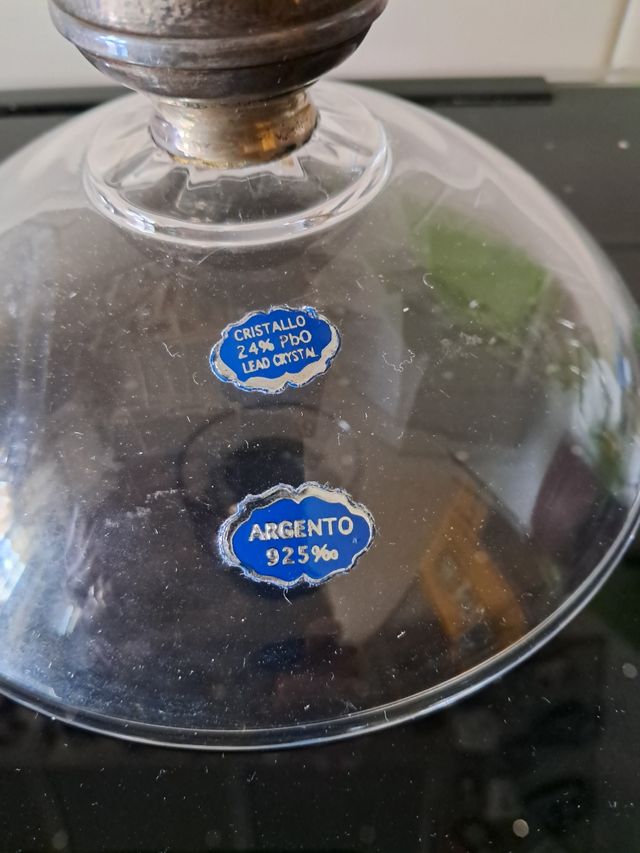 CRISTALLO
24% PbO
LEAD CRYSTAL
ARGENTO
925‰